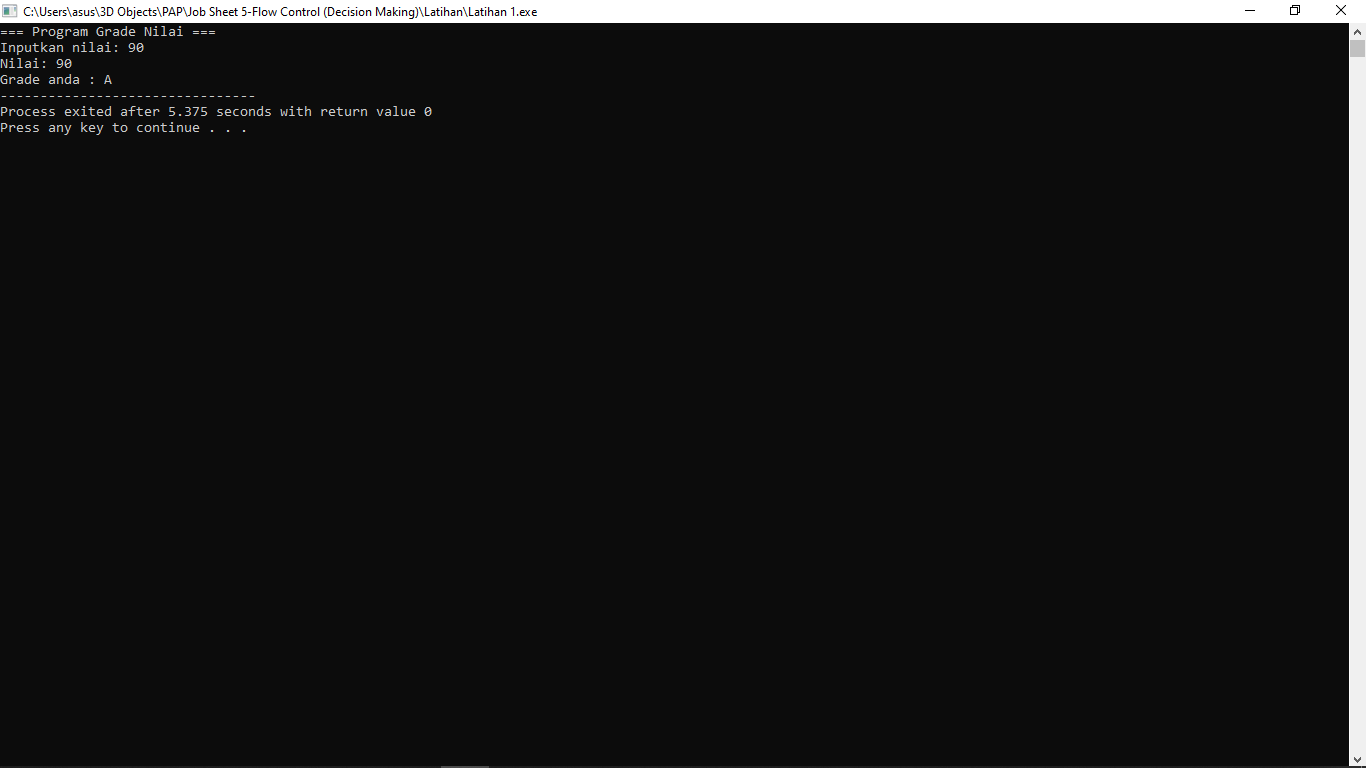 C:\Users\asus\3D Objects\PAP\Job Sheet 5-Flow Control (Decision Making)\Latihan\Latihan 1.exe
=== Program Grade Nilai ===
Inputkan nilai: 90
Nilai: 90
Grade anda : A
--------------------------------
Process exited after 5.375 seconds with return value 0
Press any key to continue . . .